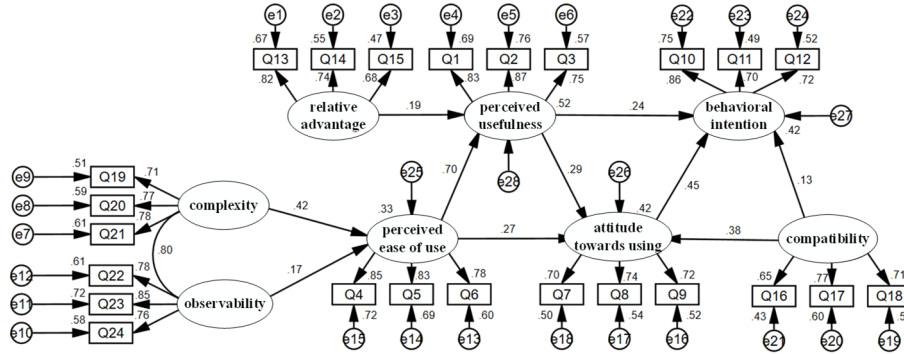 e1 e2 e3 e4 e5 e6 e22 e23 e24
.67 .55 .47 .69 .76 .57 .75 .49 .52
Q13 Q14 Q15 Q1 Q2 Q3 Q10 Q11 Q12
.82 .74 .68 .83 .87 .75 .86 .70 .72
relative
advantage
.19
perceived
usefulness
.52
.24
behavioral
intention
e27
.42
e9 .51 Q19 .71
e8 .59 Q20 .77
e7 .61 Q21 .78
complexity
.42
.80
e25
.70
e28
.29
e26
.45
.13
.33
perceived
ease of use
.27
.42
attitude
towards using
.38
compatibility
.17
e12 .61 Q22 .78
e11 .72 Q23 .85
e10 .58 Q24 .76
observability
.85 .83 .78 .70 .74 .72 .65 .77 .71
Q4 Q5 Q6 Q7 Q8 Q9 Q16 Q17 Q18
.72 .69 .60 .50 .54 .52 .43 .60
e15 e14 e13 e18 e17 e16 e21 e20 e19